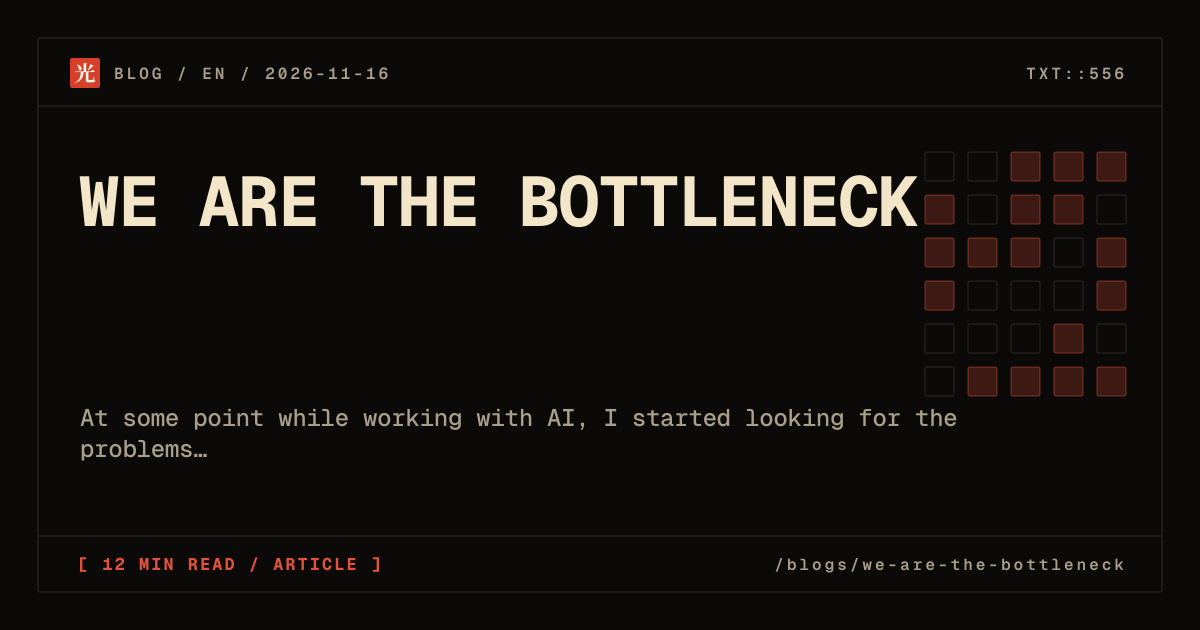 光 BLOG / EN / 2026-11-16
TXT::556
WE ARE THE BOTTLENECK
At some point while working with AI, I started looking for the
problems…
[ 12 MIN READ / ARTICLE ]
/blogs/we-are-the-bottleneck